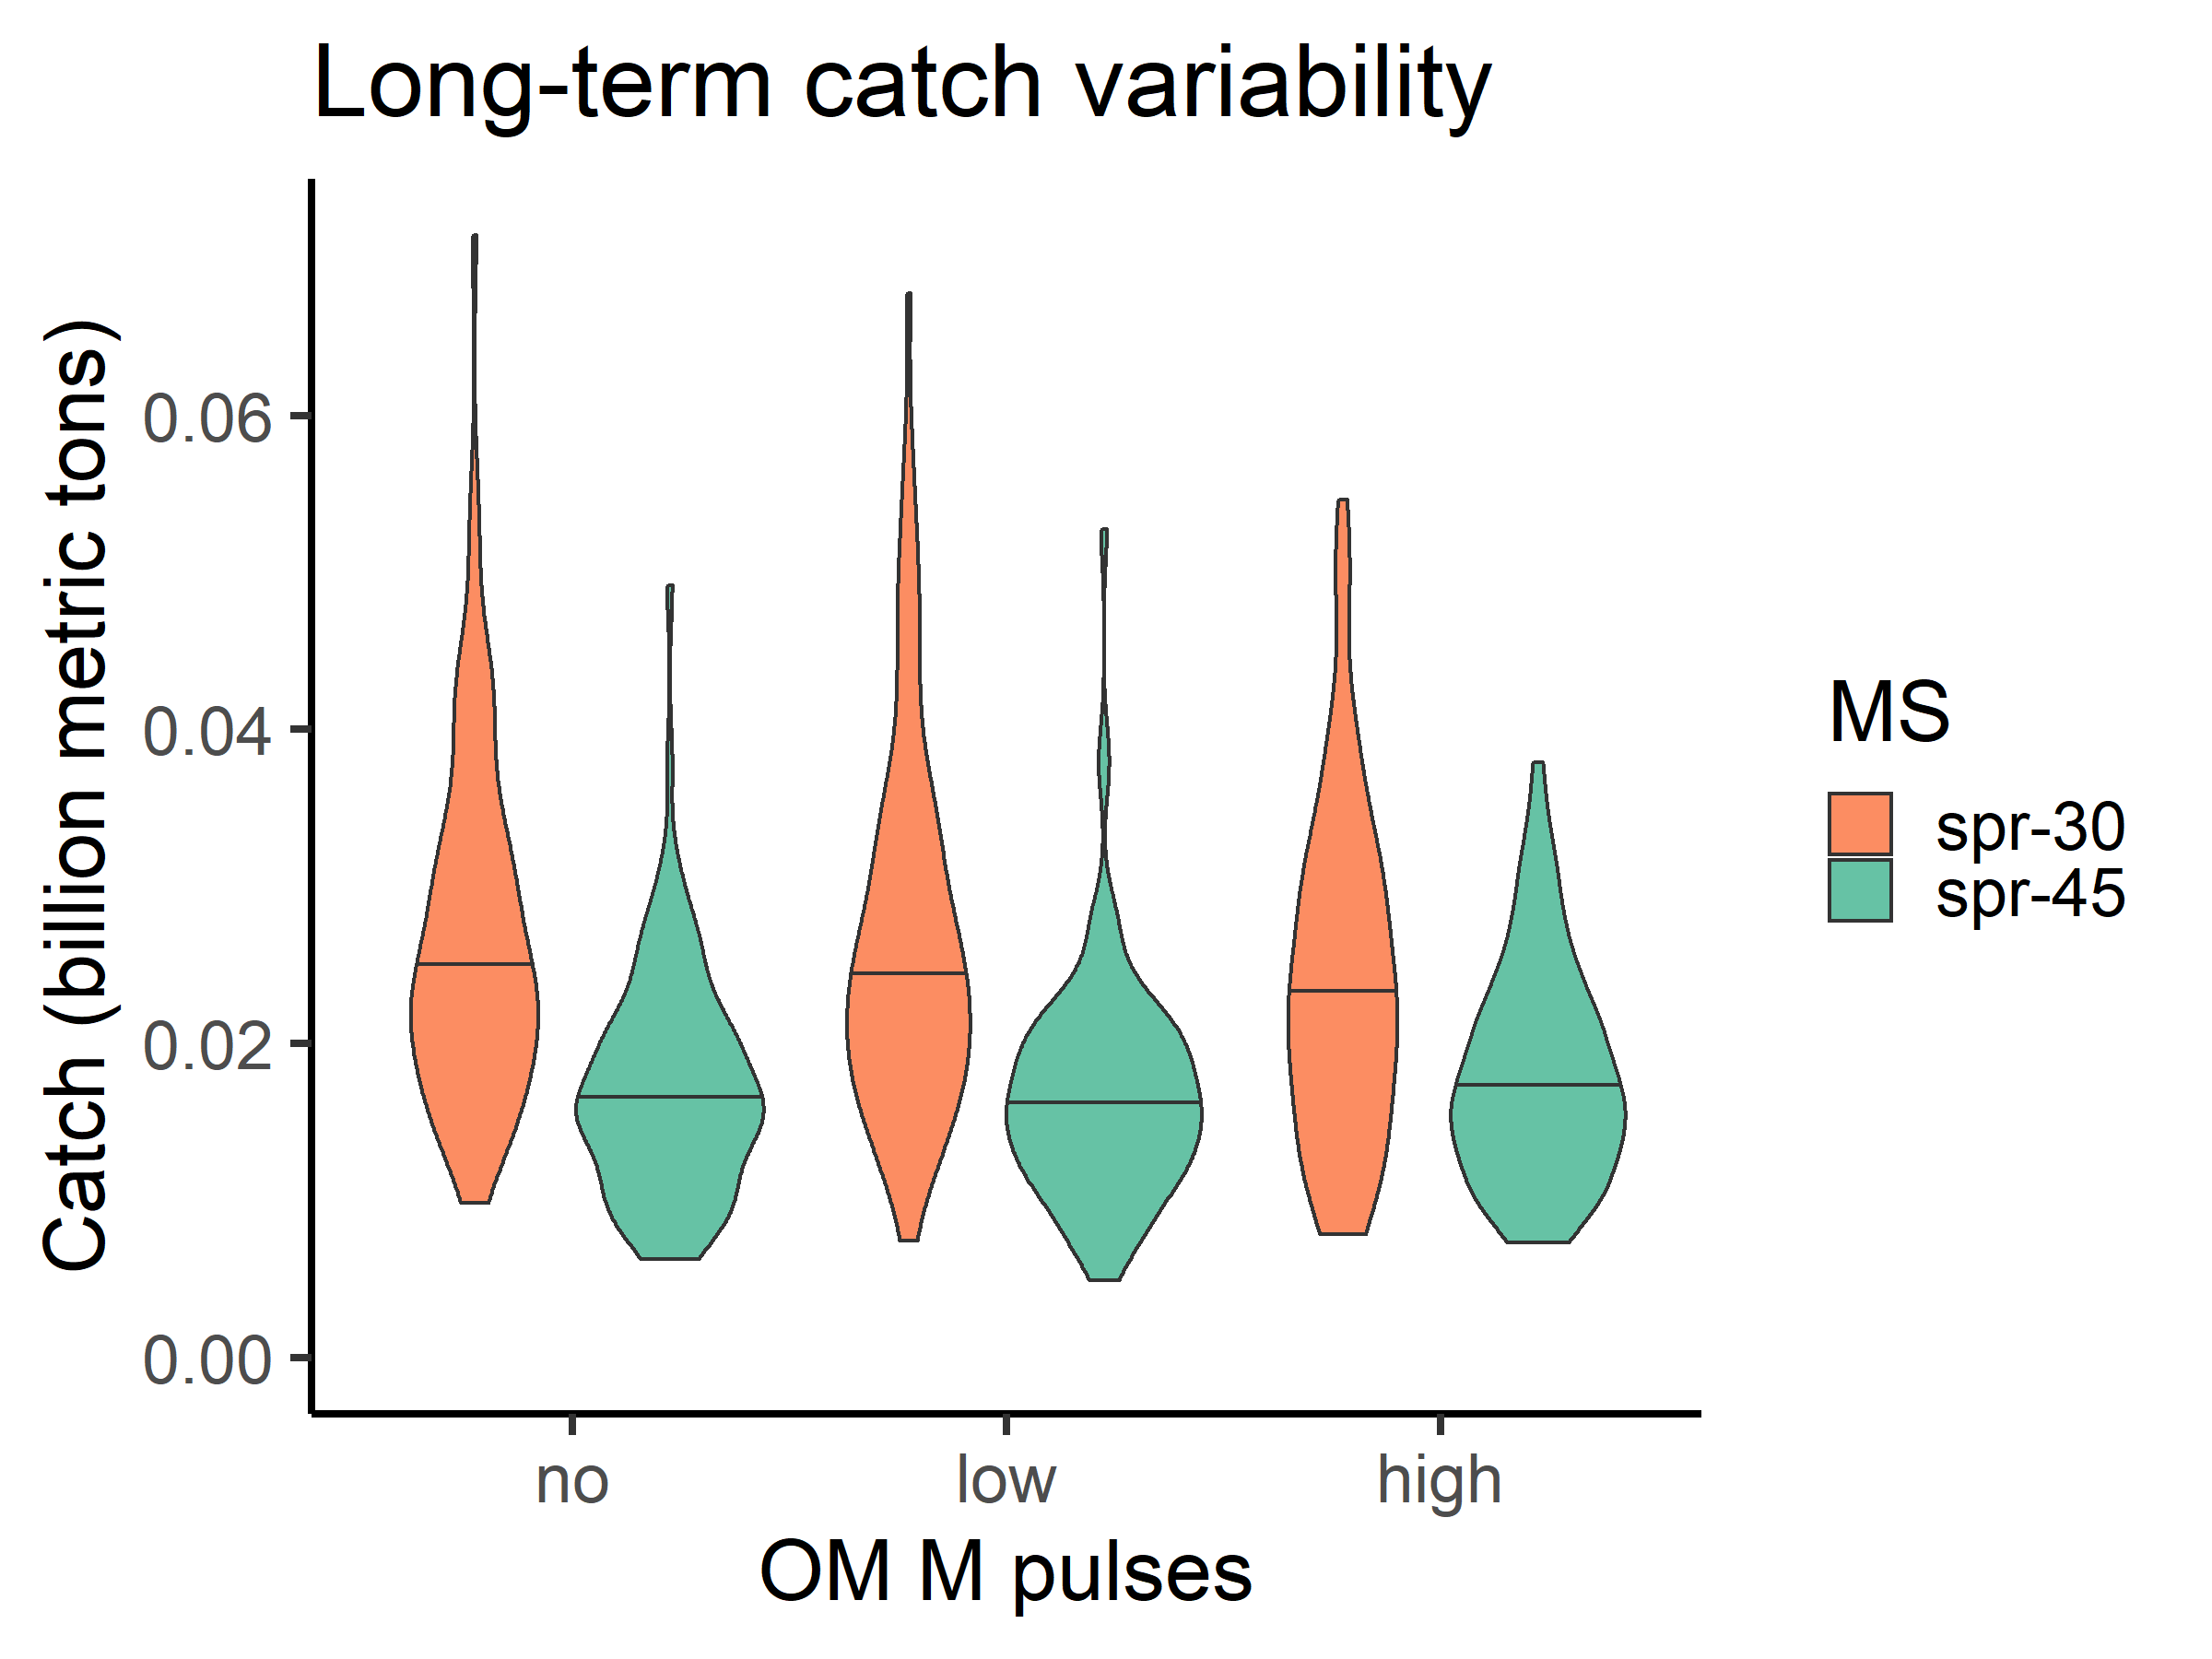 Long-term catch variability
Catch (billion metric tons)
0.06
0.04
0.02
0.00
no low high
OM M pulses
MS
spr-30
spr-45